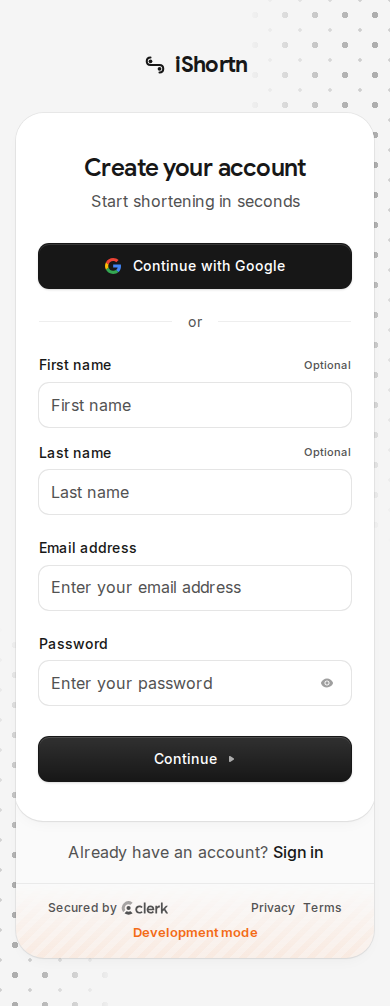 iShortn
Create your account
Start shortening in seconds
Continue with Google
or
First name Optional
First name
Last name Optional
Last name
Email address
Enter your email address
Password
Enter your password
Continue
Already have an account? Sign in
Secured by clerk Privacy Terms
Development mode